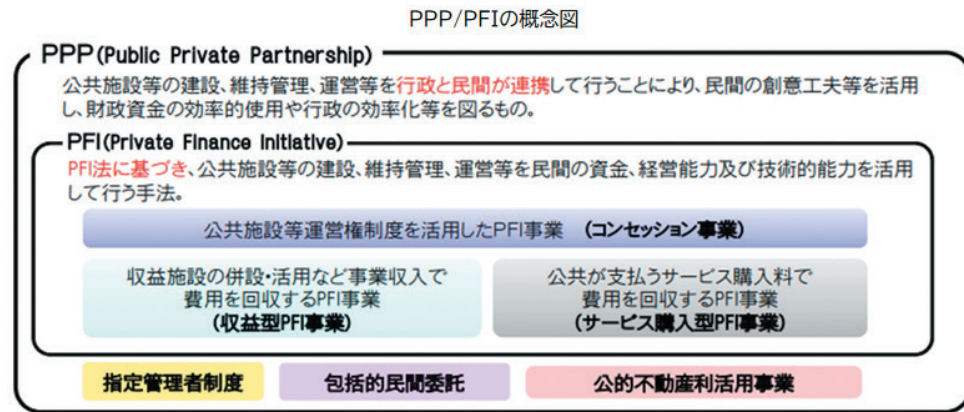 PPP/PFIの概念図
PPP(Public Private Partnership)
公共施設等の建設、維持管理、運営等を行政と民間が連携して行うことにより、民間の創意工夫等を活用
し、財政資金の効率的使用や行政の効率化等を図るもの。
PFI(Private Finance Initiative)
PFI法に基づき、公共施設等の建設、維持管理、運営等を民間の資金、経営能力及び技術的能力を活用
して行う手法。
公共施設等運営権制度を活用したPFI事業 (コンセッション事業)
収益施設の併設・活用など事業収入で
費用を回収するPFI事業
(収益型PFI事業)
公共が支払うサービス購入料で
費用を回収するPFI事業
(サービス購入型PFI事業)
指定管理者制度
包括的民間委託
公的不動産利活用事業